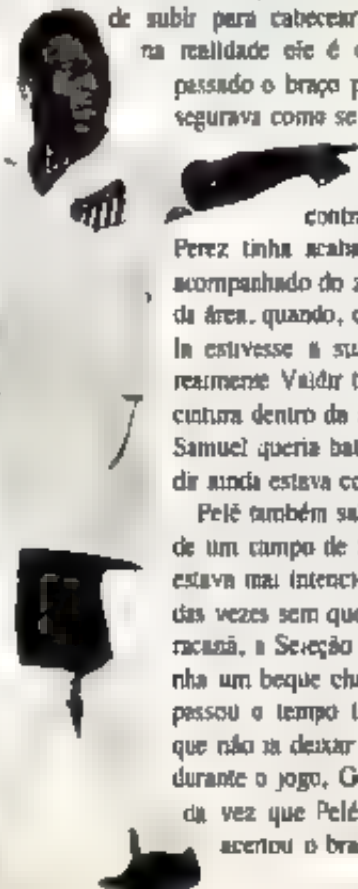 de subir para cabecear
na realidade ele é
passado o braço p
segurava como se
contra
Perez tinha acaba
acompanhado do z
da área, quando, c
la estivesse à su
realmente Valdir t
cintura dentro da
Samuel queria bat
dir ainda estava co
Pelé também sa
de um campo de
estava mal intenci
das vezes sem que
racanã, a Seleção
nha um beque cha
passou o tempo t
que não ia deixar
durante o jogo, Ge
da vez que Pelé
acertou o bra